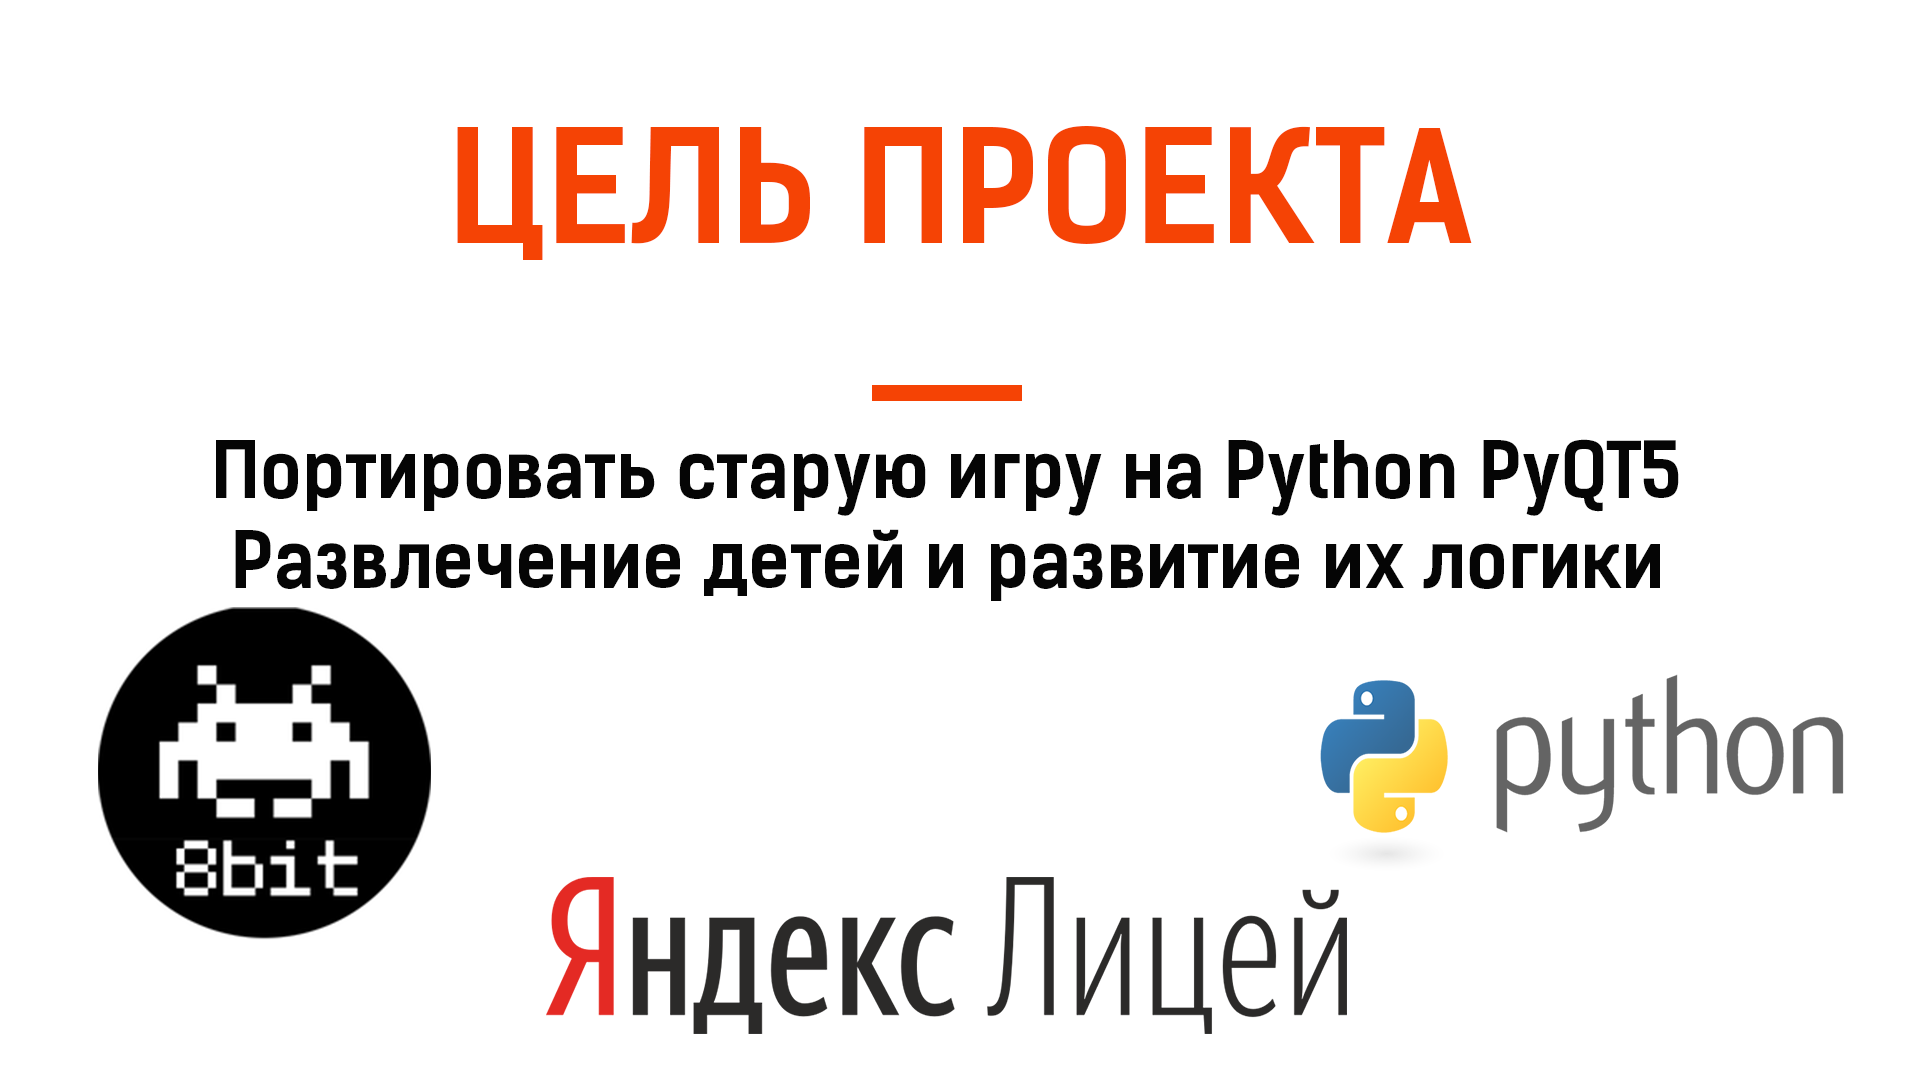 ЦЕЛЬ ПРОЕКТА
Портировать старую игру на Python PyQT5
Развлечение детей и развитие их логики
8bit
python
Яндекс Лицей